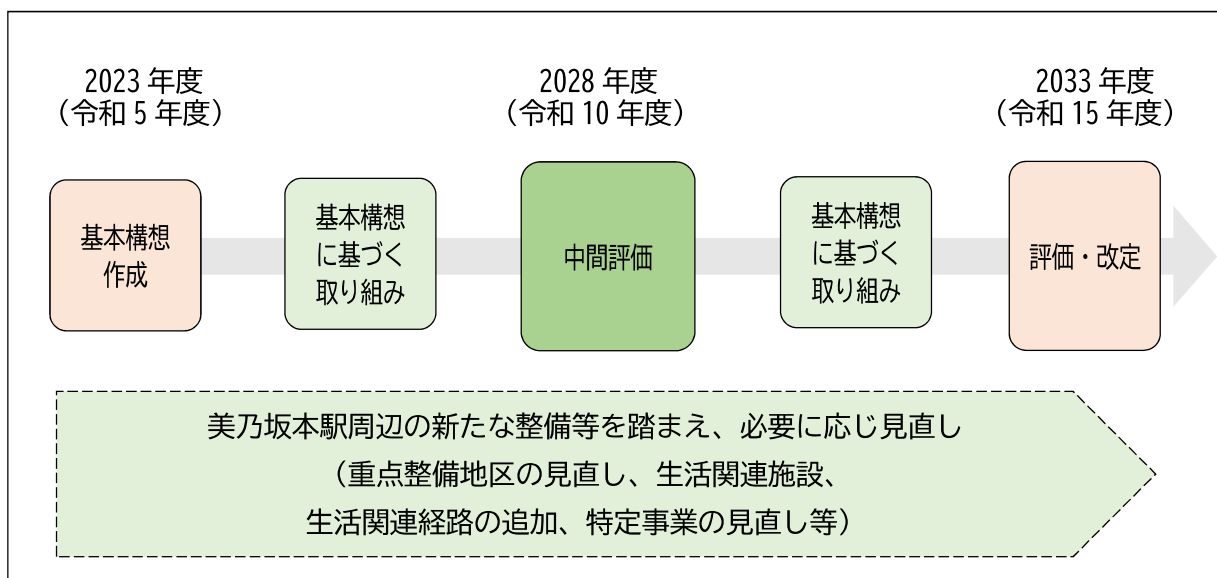 2023 年度
（令和 5 年度）
2028 年度
（令和 10 年度）
2033 年度
（令和 15 年度）
基本構想
作成
基本構想
に基づく
取り組み
中間評価
基本構想
に基づく
取り組み
評価・改定
美乃坂本駅周辺の新たな整備等を踏まえ、必要に応じ見直し
（重点整備地区の見直し、生活関連施設、
生活関連経路の追加、特定事業の見直し等）